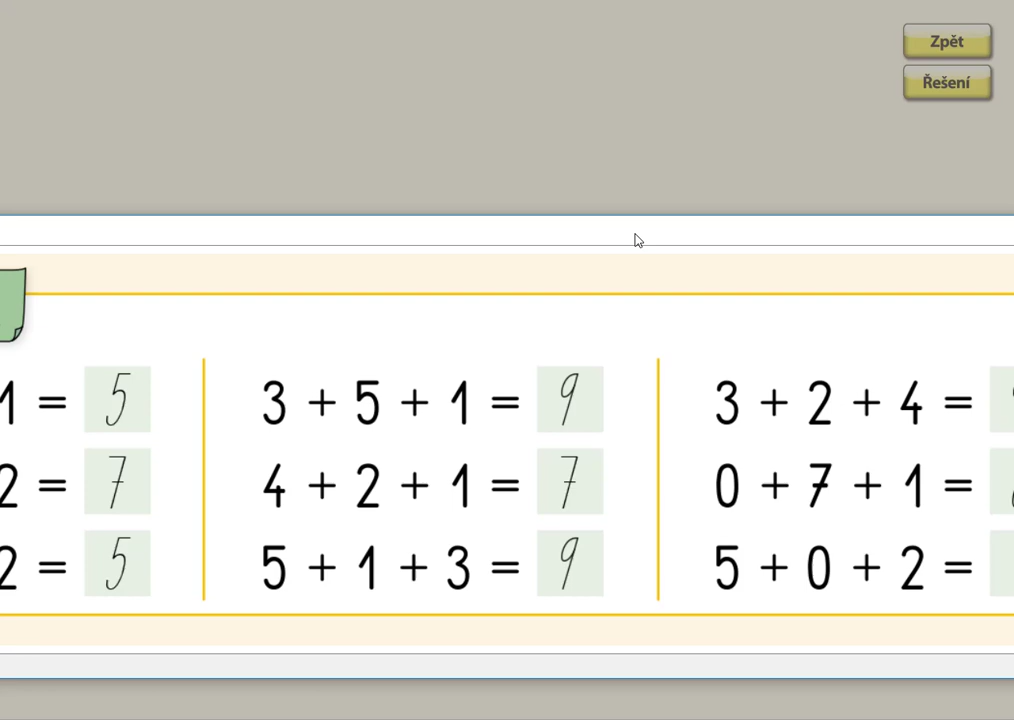 Zpět
Řešení
1 = 5
3 + 5 + 1 = 9
3 + 2 + 4 =
2 = 7
4 + 2 + 1 = 7
0 + 7 + 1 =
2 = 5
5 + 1 + 3 = 9
5 + 0 + 2 =